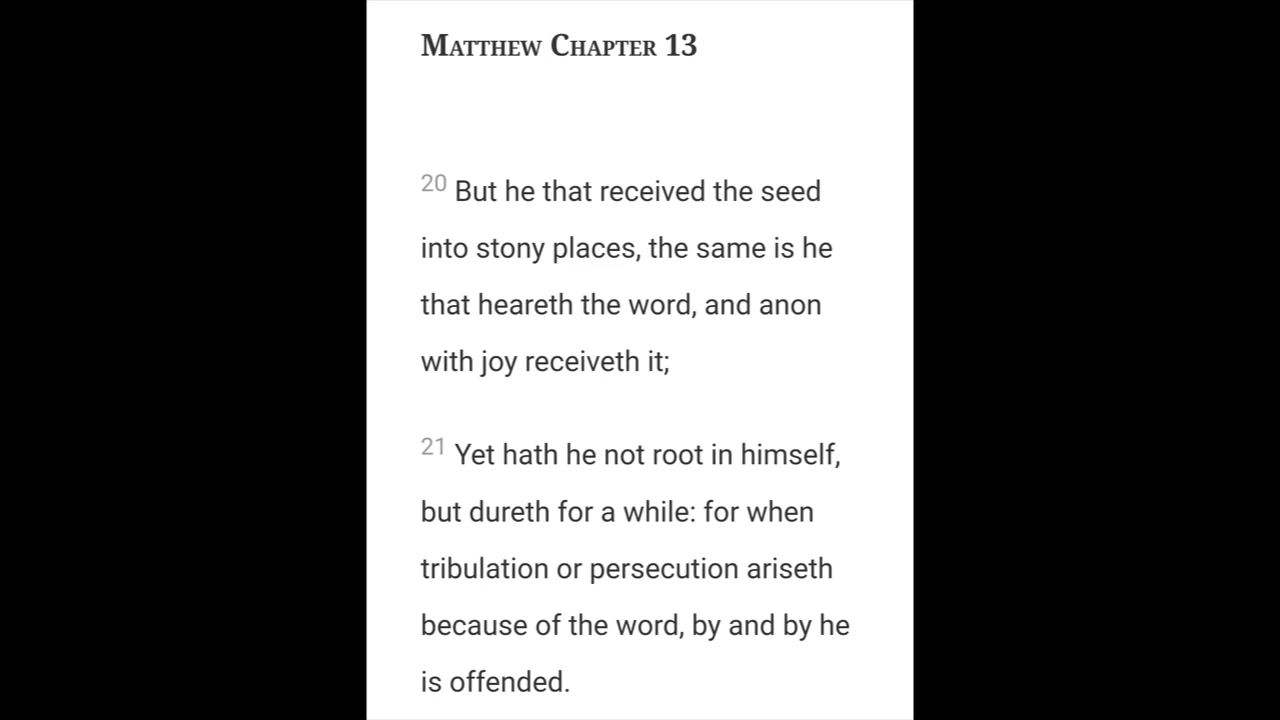 Matthew Chapter 13
20 But he that received the seed
into stony places, the same is he
that heareth the word, and anon
with joy receiveth it;
21 Yet hath he not root in himself,
but dureth for a while: for when
tribulation or persecution ariseth
because of the word, by and by he
is offended.